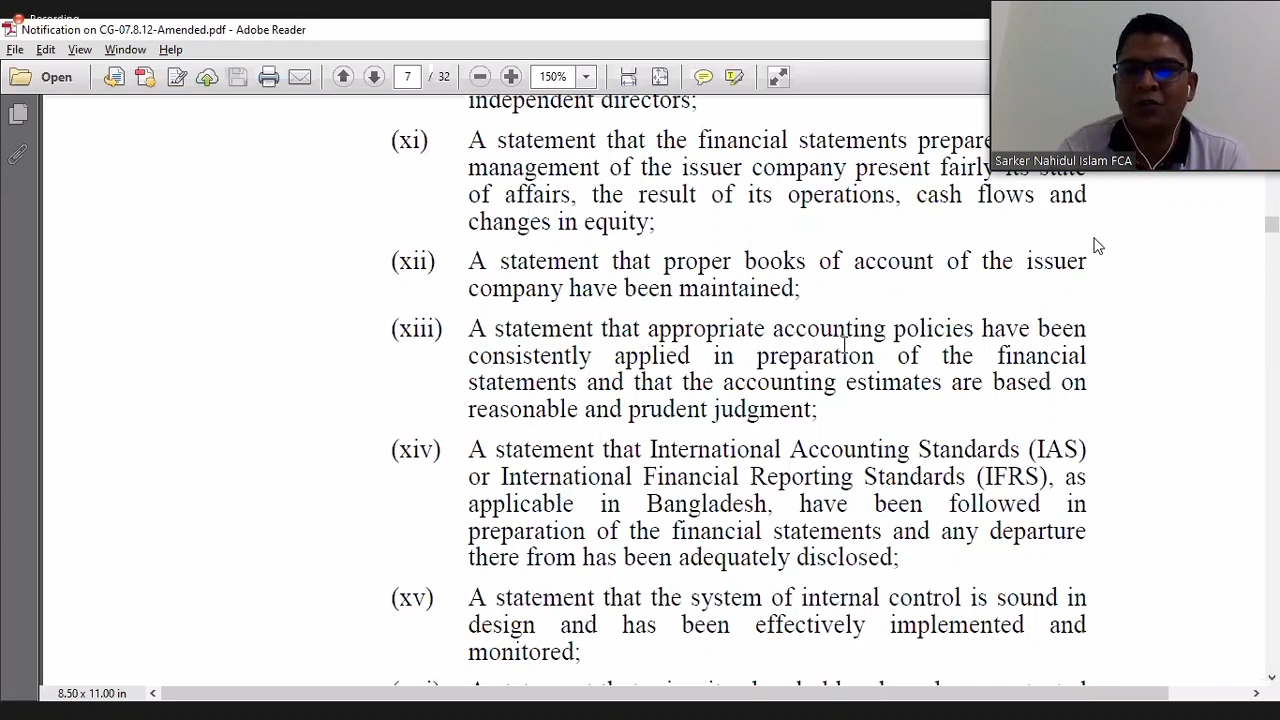 Recording
Notification on CG-07.8.12-Amended.pdf - Adobe Reader
File Edit View Window Help
Open 7 / 32 150%
independent directors;
(xi) A statement that the financial statements prepare
management of the issuer company present fairly its state
of affairs, the result of its operations, cash flows and
changes in equity;
(xii) A statement that proper books of account of the issuer
company have been maintained;
(xiii) A statement that appropriate accounting policies have been
consistently applied in preparation of the financial
statements and that the accounting estimates are based on
reasonable and prudent judgment;
(xiv) A statement that International Accounting Standards (IAS)
or International Financial Reporting Standards (IFRS), as
applicable in Bangladesh, have been followed in
preparation of the financial statements and any departure
there from has been adequately disclosed;
(xv) A statement that the system of internal control is sound in
design and has been effectively implemented and
monitored;
8.50 x 11.00 in
Sarker Nahidul Islam FCA